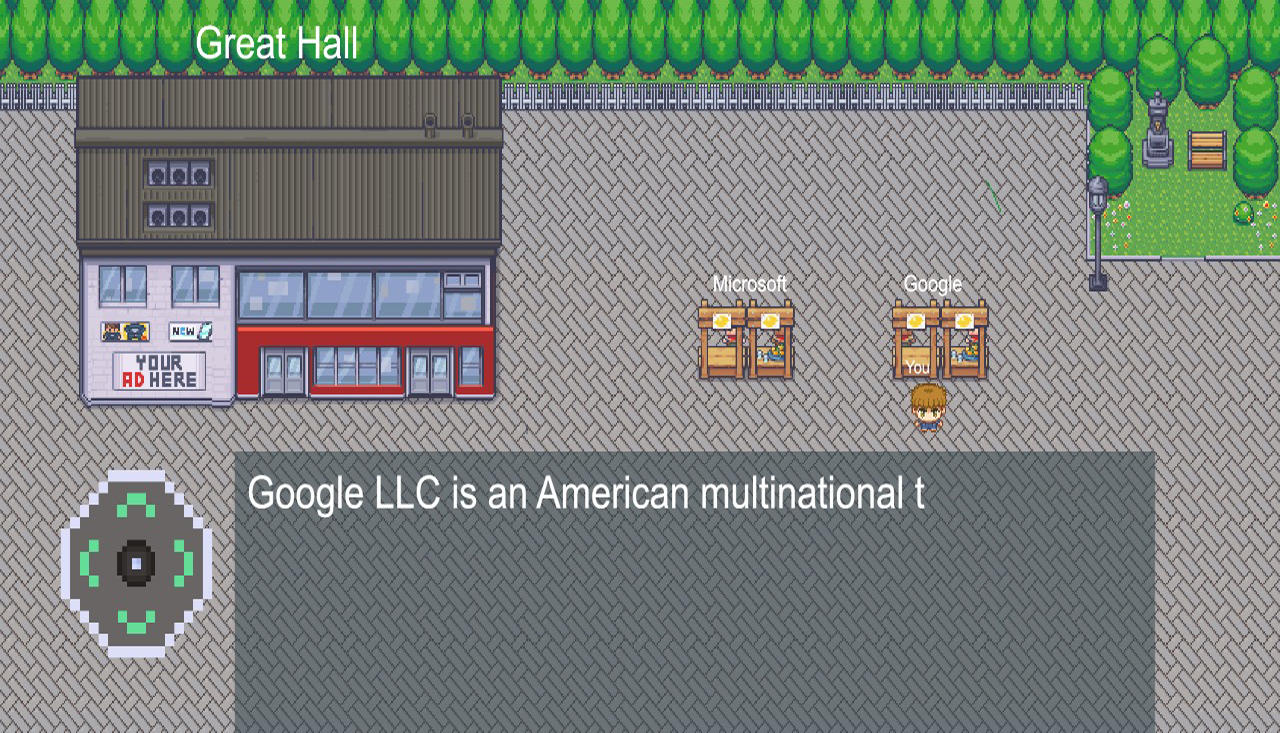 Great Hall
Microsoft
Google
NEW
YOUR
AD HERE
You
Google LLC is an American multinational t